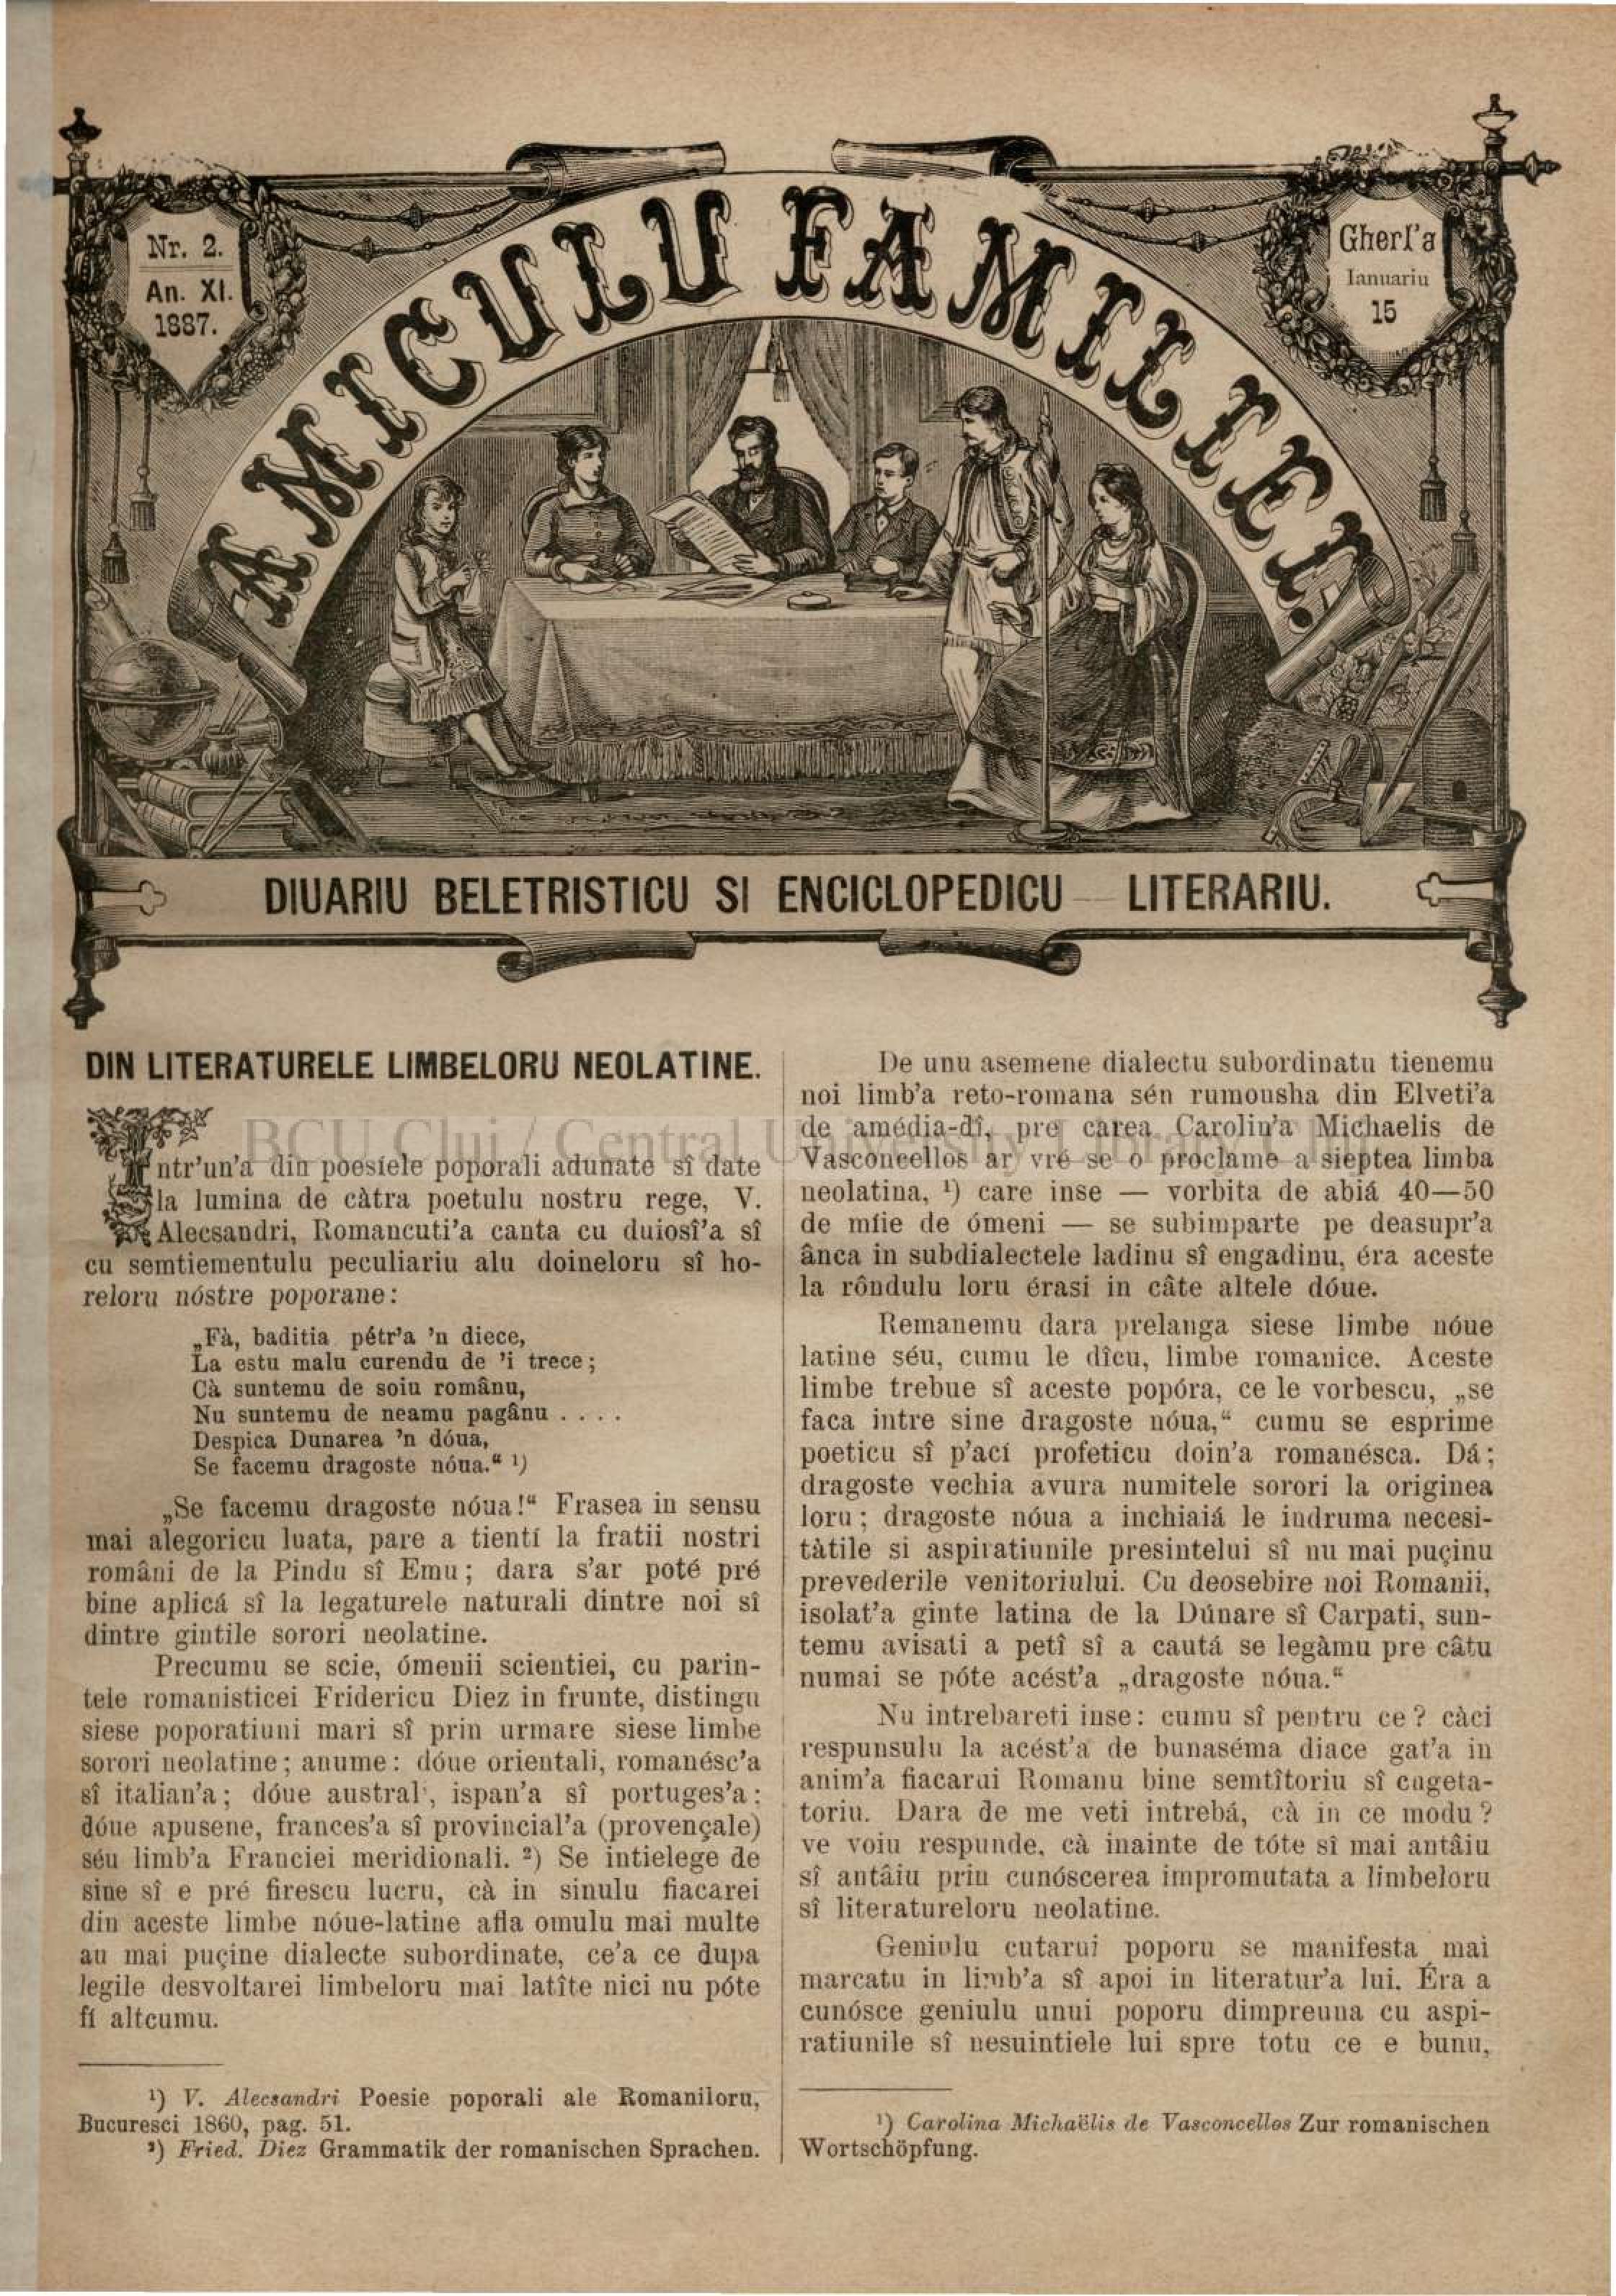 Nr. 2.
An. XI.
1887.
AMICULU FAMILIEI.
Gherl'a
Ianuariu
15
DIUARIU BELETRISTICU SI ENCICLOPEDICU — LITERARIU.
BCU Cluj / Central University Library Cluj
DIN LITERATURELE LIMBELORU NEOLATINE.
Intr'un'a din poesiele poporali adunate sî date
la lumina de càtra poetulu nostru rege, V.
Alecsandri, Romancuti'a canta cu duiosî'a sî
cu semtiementulu peculiariu alu doineloru sî ho-
reloru nóstre poporane:
„Fà, baditia pétr'a 'n diece,
La estu malu curendu de 'i trece;
Cà suntemu de soiu românu,
Nu suntemu de neamu pagânu . . . .
Despica Dunarea 'n dóua,
Se facemu dragoste nóua.“ ¹)
„Se facemu dragoste nóua!“ Frasea in sensu
mai alegoricu luata, pare a tientí la fratii nostri
români de la Pindu sî Emu; dara s'ar poté pré
bine aplicá sî la legaturele naturali dintre noi sî
dintre gintile sorori neolatine.
Precumu se scie, ómenii scientiei, cu parin-
tele romanisticei Fridericu Diez in frunte, distingu
siese poporatiuni mari sî prin urmare siese limbe
sorori neolatine; anume: dóue orientali, romanésc'a
sî italian'a; dóue austral', ispan'a sî portuges'a;
dóue apusene, frances'a sî provincial'a (provençale)
séu limb'a Franciei meridionali. ²) Se intielege de
sine sî e pré firescu lucru, cà in sinulu fiacarei
din aceste limbe nóue-latine afla omulu mai multe
au mai puçine dialecte subordinate, ce'a ce dupa
legile desvoltarei limbeloru mai latîte nici nu póte
fí altcumu.
¹) V. Alecsandri Poesie poporali ale Romaniloru,
Bucuresci 1860, pag. 51.
²) Fried. Diez Grammatik der romanischen Sprachen.
De unu asemene dialectu subordinatu tienemu
noi limb'a reto-romana sén rumousha din Elveti'a
de amédia-dî, pre carea Carolin'a Michaelis de
Vasconcellos ar vré se o proclame a sieptea limba
neolatina, ¹) care inse — vorbita de abiá 40—50
de mîie de ómeni — se subimparte pe deasupr'a
ânca in subdialectele ladinu sî engadinu, éra aceste
la rôndulu loru érasi in câte altele dóue.
Remanemu dara prelanga siese limbe nóue
latine séu, cumu le dîcu, limbe romanice. Aceste
limbe trebue sî aceste popóra, ce le vorbescu, „se
faca intre sine dragoste nóua,“ cumu se esprime
poeticu sî p'ací profeticu doin'a romanésca. Dá;
dragoste vechia avura numitele sorori la originea
loru; dragoste nóua a inchiaiá le indruma necesi-
tàtile si aspiratiunile presintelui sî nu mai puçinu
prevederile venitoriului. Cu deosebire noi Romanii,
isolat'a ginte latina de la Dúnare sî Carpati, sun-
temu avisati a petî sî a cautá se legàmu pre câtu
numai se póte acést'a „dragoste nóua.“
Nu intrebareti inse: cumu sî pentru ce? càci
respunsulu la acést'a de bunaséma diace gat'a in
anim'a fiacarui Romanu bine semtîtoriu sî cugeta-
toriu. Dara de me veti intrebá, cà in ce modu?
ve voiu respunde, cà inainte de tóte si mai antâiu
sî antâiu prin cunóscerea impromutata a limbeloru
sî literatureloru neolatine.
Geniulu cutarui poporu se manifesta mai
marcatu in limb'a sî apoi in literatur'a lui. Éra a
cunósce geniulu unui poporu dimpreuna cu aspi-
ratiunile sî nesuintiele lui spre totu ce e bunu,
¹) Carolina Michaëlis de Vasconcellos Zur romanischen
Wortschöpfung.